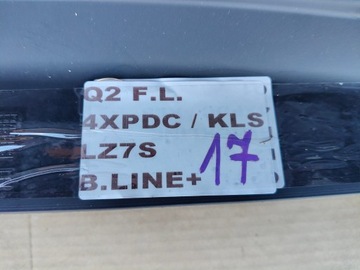 Q2 F.L.
4XPDC / KLS
LZ7S
B.LINE+
17